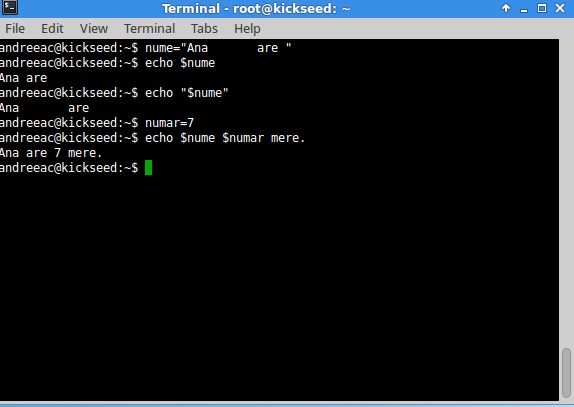 Terminal - root@kickseed: ~
File Edit View Terminal Tabs Help
andreeac@kickseed:~$ nume="Ana       are "
andreeac@kickseed:~$ echo $nume
Ana are
andreeac@kickseed:~$ echo "$nume"
Ana       are
andreeac@kickseed:~$ numar=7
andreeac@kickseed:~$ echo $nume $numar mere.
Ana are 7 mere.
andreeac@kickseed:~$